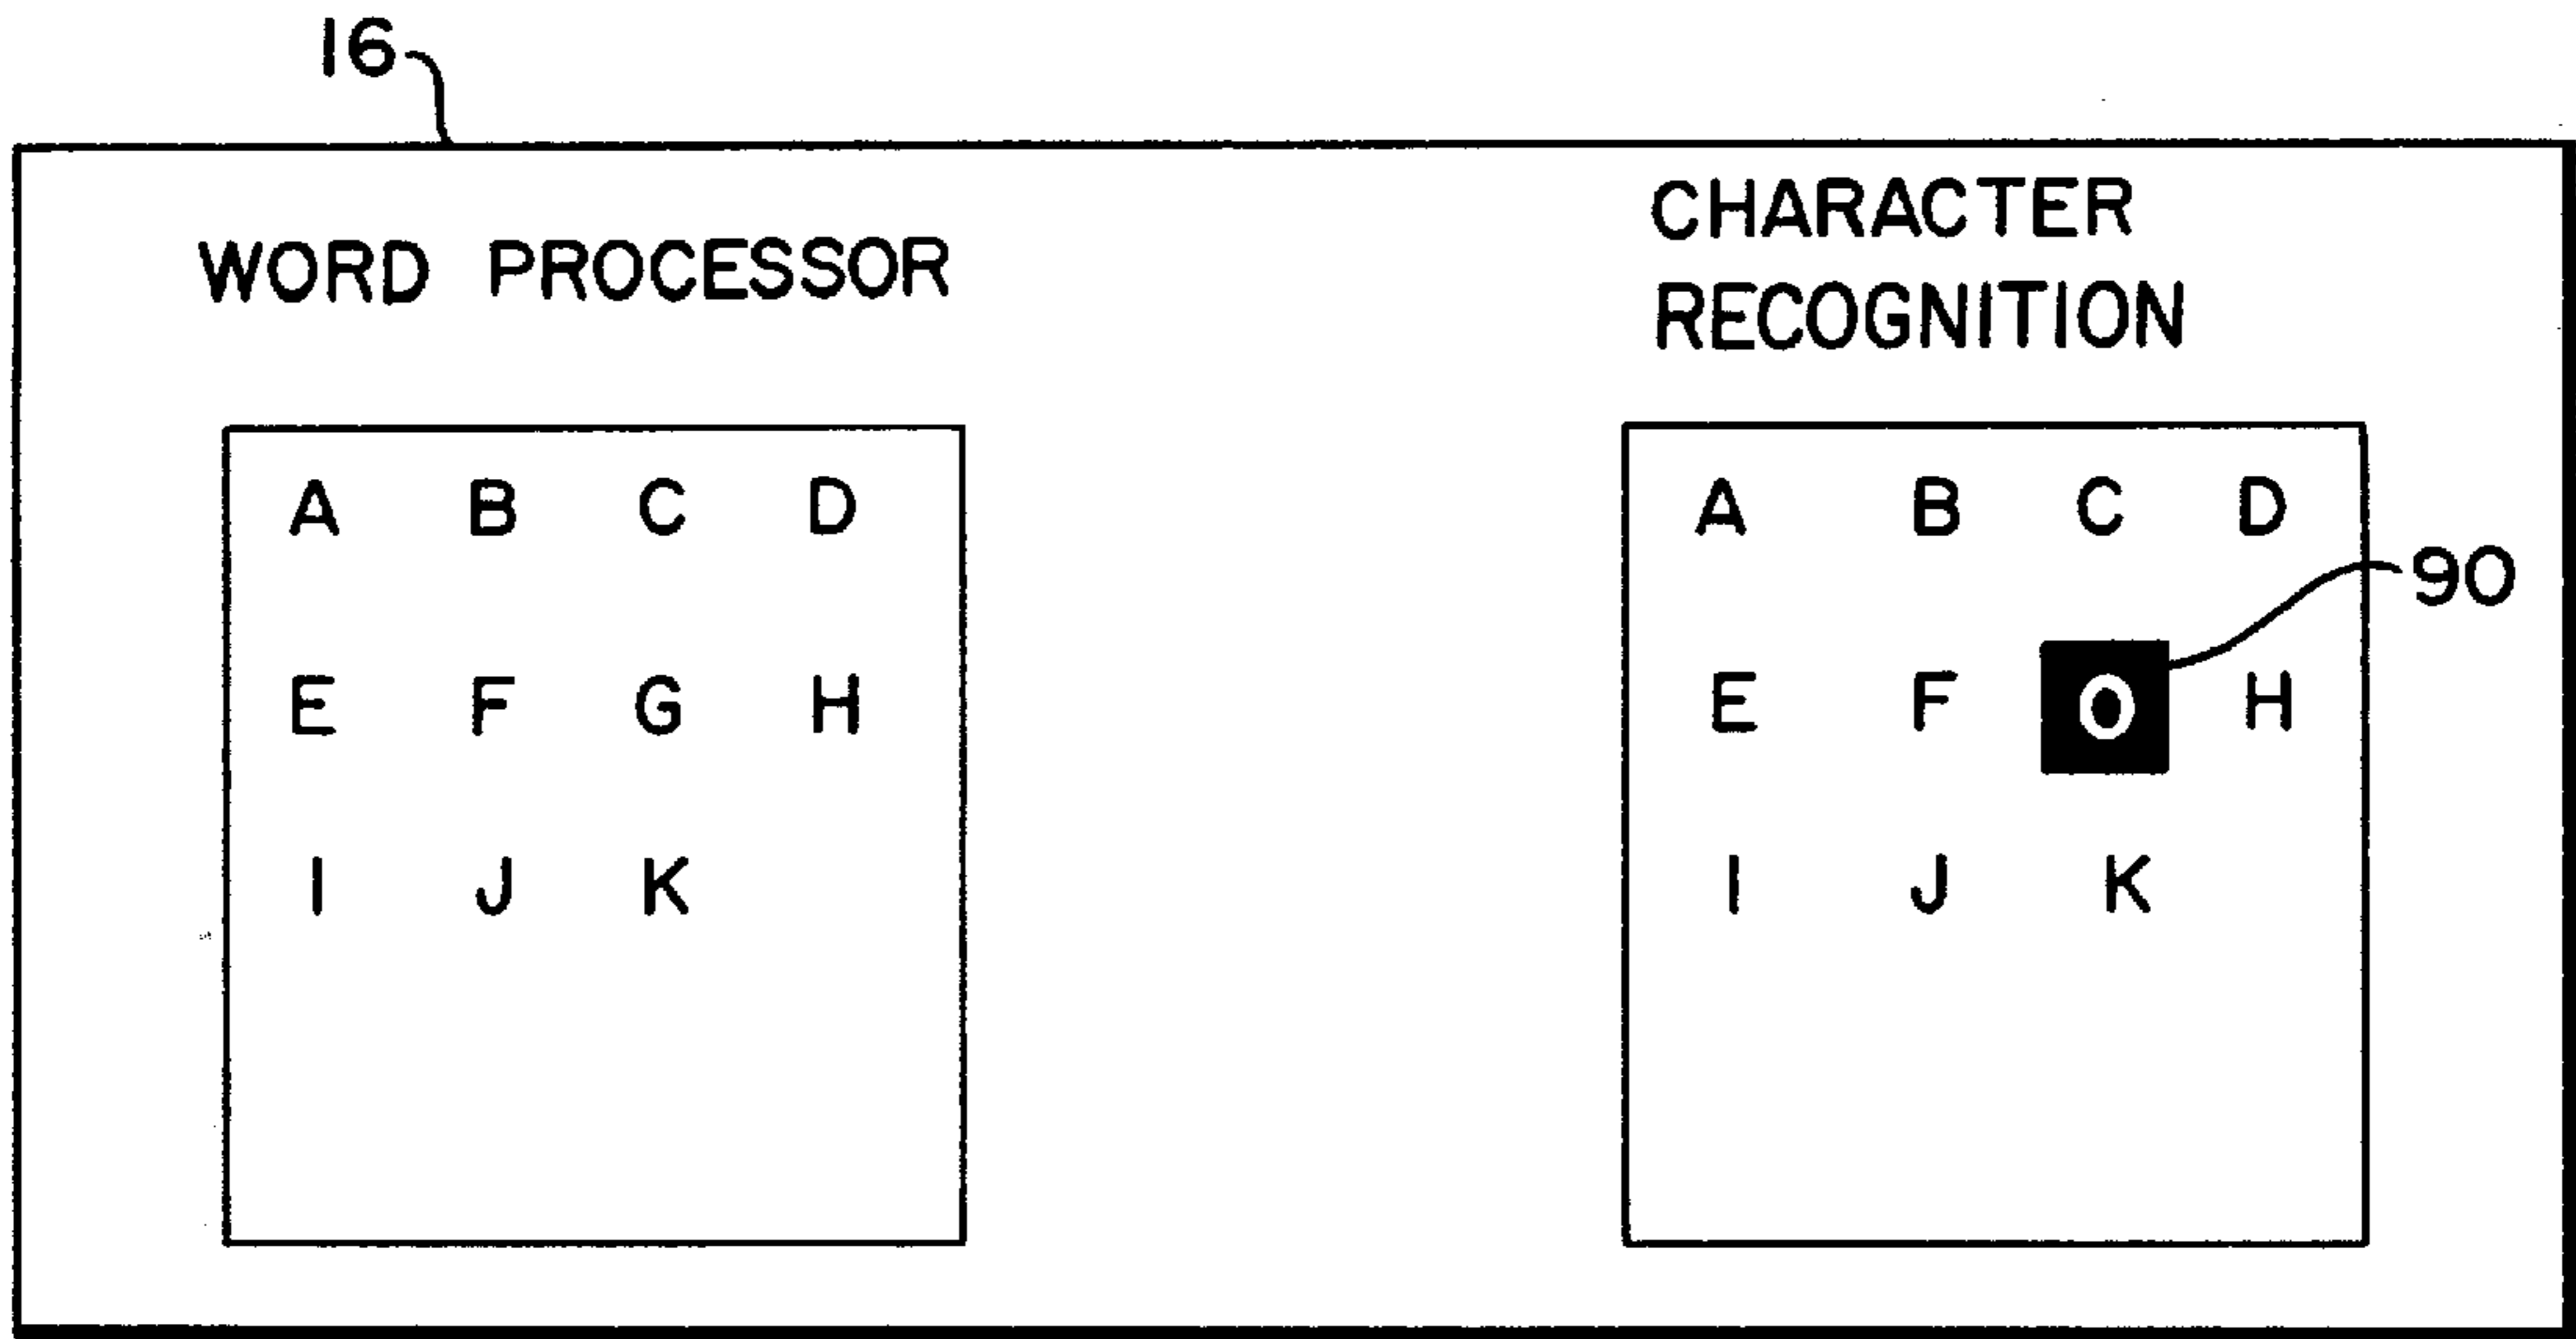 16
WORD PROCESSOR
CHARACTER
RECOGNITION
A B C D
E F G H
I J K
A B C D
90
E F O H
I J K